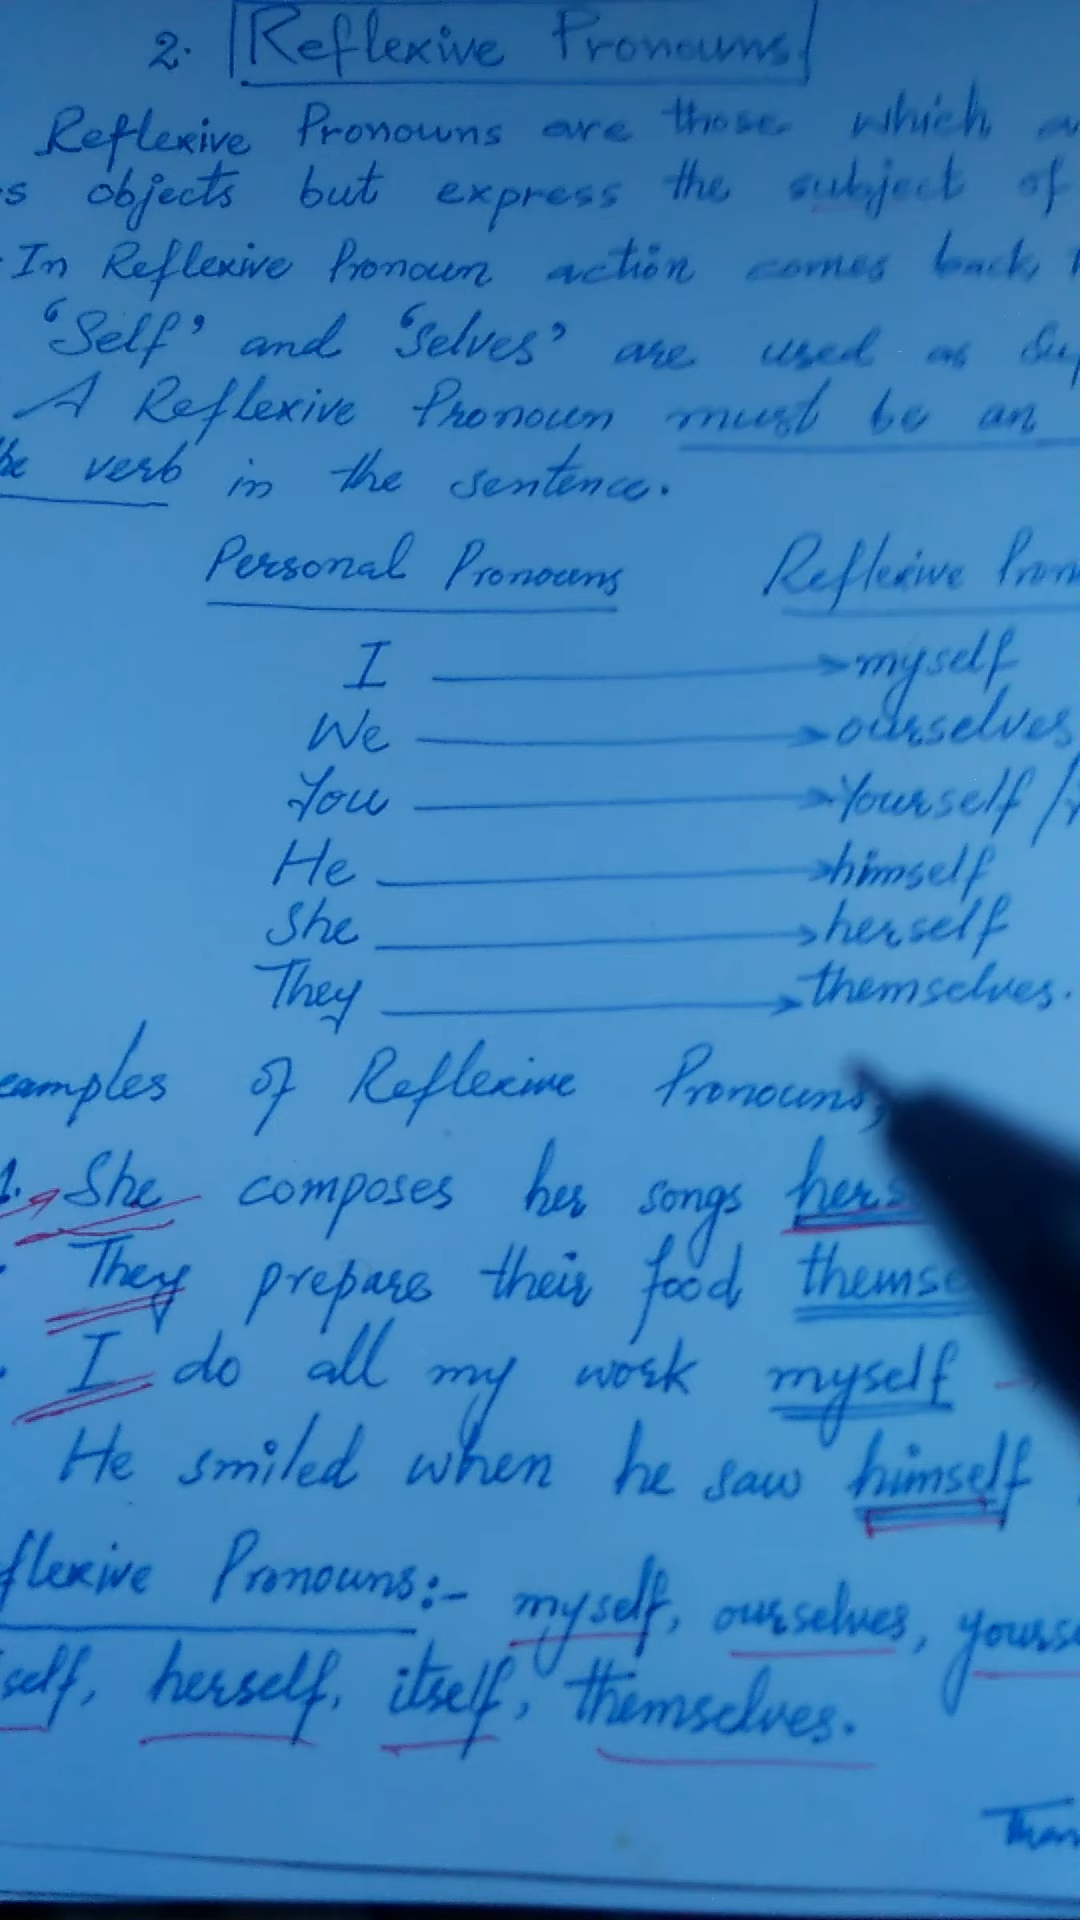 2. Reflexive Pronouns
Reflexive Pronouns are those which
objects but express the subject of
In Reflexive Pronoun action comes back
'Self' and 'Selves' are used as
A Reflexive Pronoun must be an
verb in the sentence.
Personal Pronouns Reflexive
I myself
We ourselves
You Yourself /
He himself
She herself
They themselves.
of Reflexive Pronouns,
1. She composes her songs
They prepare their food
I do all my work myself
He smiled when he saw himself
Pronouns:- myself, ourselves,
herself, itself, themselves.